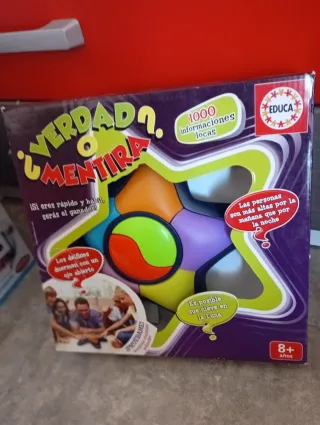 ¿VERDAD
O
MENTIRA?
1000
informaciones
locas
EDUCA
¡Si eres rápido y
serás el ganador
Las personas
son más altas por la
mañana que por
la noche
Los delfines
duermen con un
ojo abierto
Es posible
que nieve en
la Luna
8+
años